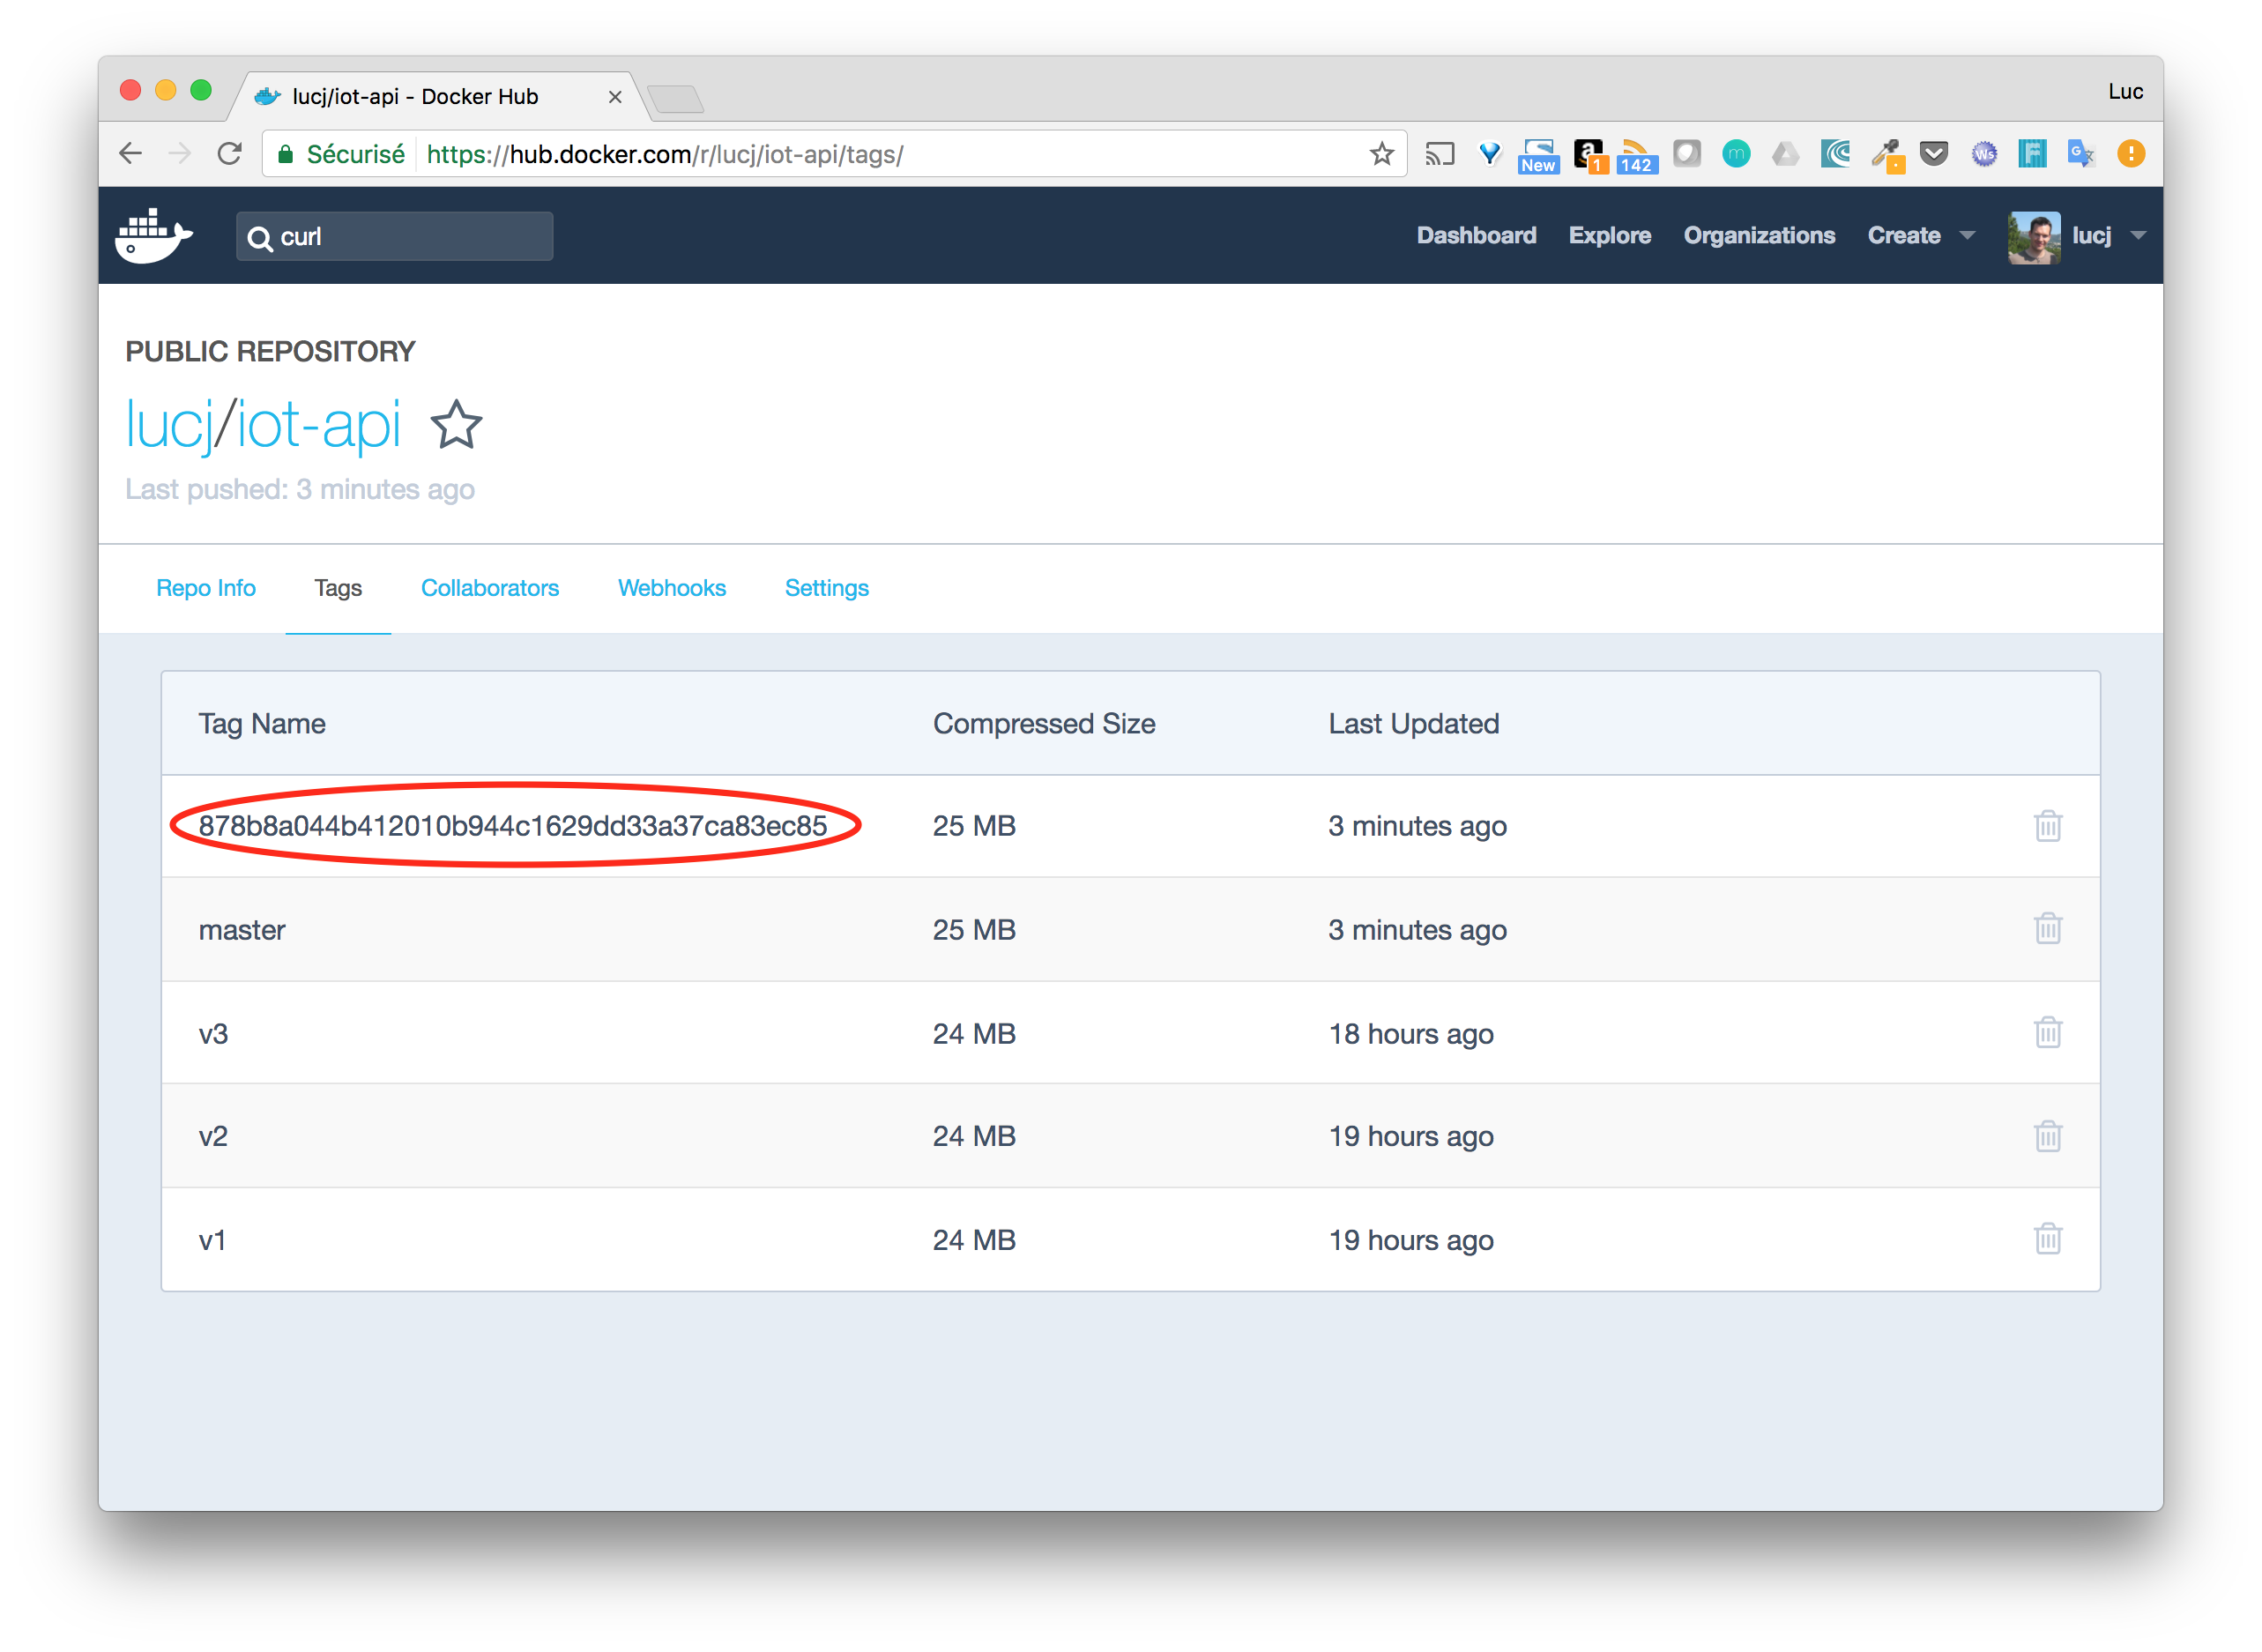 lucj/iot-api - Docker Hub
Luc
Sécurisé https://hub.docker.com/r/lucj/iot-api/tags/
New
a 1
142
m
WS
F
G
curl
Dashboard Explore Organizations Create lucj
PUBLIC REPOSITORY
lucj/iot-api
Last pushed: 3 minutes ago
Repo Info Tags Collaborators Webhooks Settings
Tag Name Compressed Size Last Updated
878b8a044b412010b944c1629dd33a37ca83ec85 25 MB 3 minutes ago
master 25 MB 3 minutes ago
v3 24 MB 18 hours ago
v2 24 MB 19 hours ago
v1 24 MB 19 hours ago